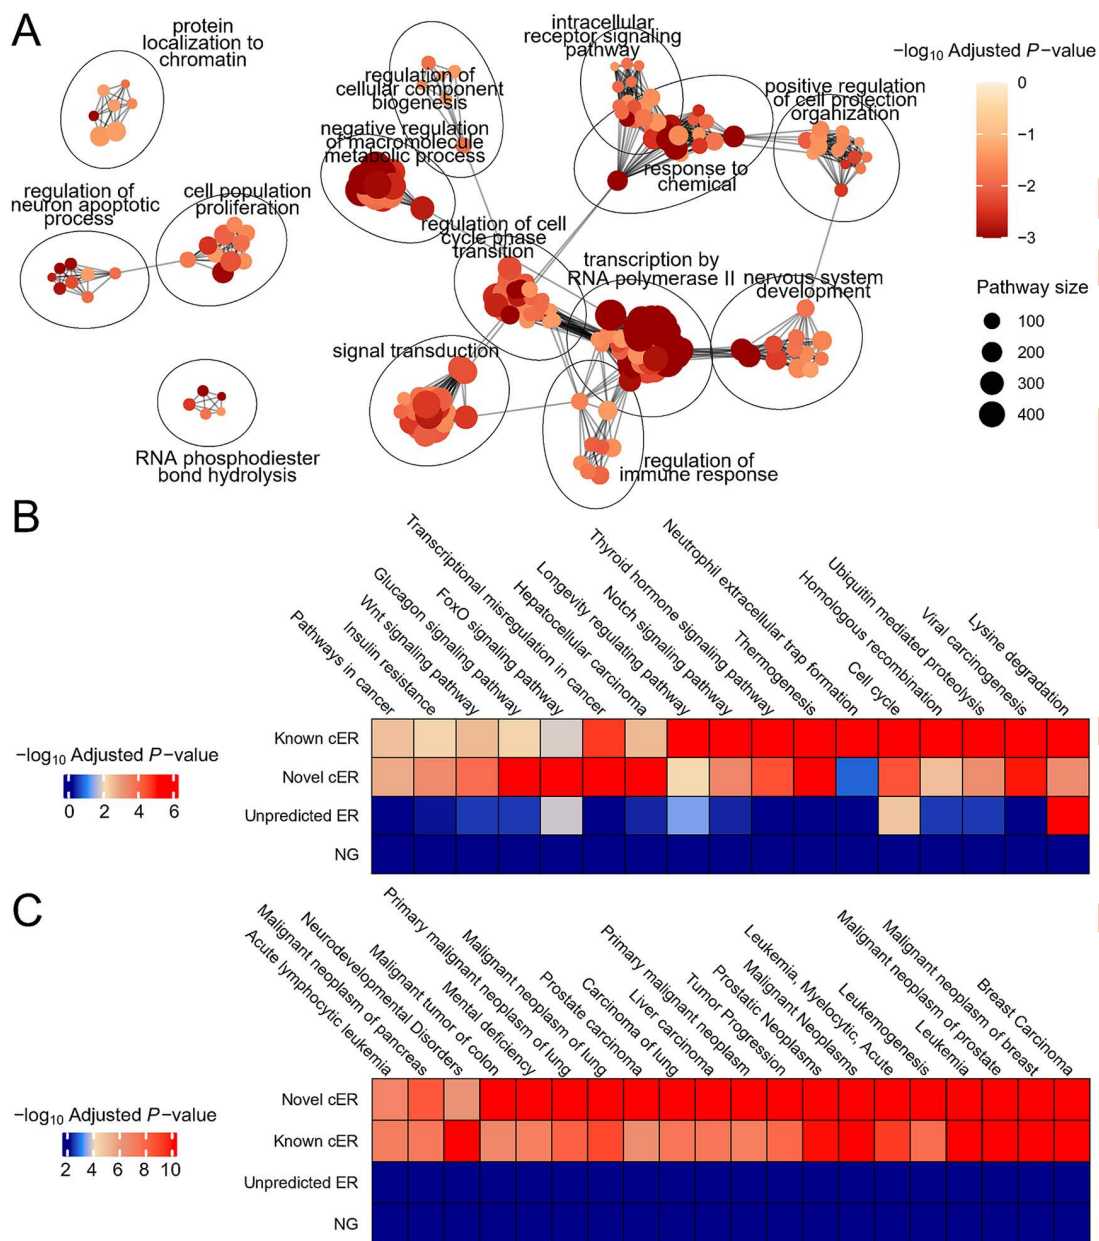 A
protein
localization to
chromatin
regulation of
cellular component
biogenesis
intracellular
receptor signaling
pathway
−log10 Adjusted P−value
0
−1
−2
−3
positive regulation
of cell projection
organization
negative regulation
of macromolecule
metabolic process
response to
chemical
regulation of
neuron apoptotic
process
cell population
proliferation
regulation of cell
cycle phase
transition
transcription by
RNA polymerase II
nervous system
development
Pathway size
100
200
300
400
signal transduction
RNA phosphodiester
bond hydrolysis
regulation of
immune response
B
Pathways in cancer
Insulin resistance
Wnt signaling pathway
Glucagon signaling pathway
FoxO signaling pathway
Transcriptional misregulation in cancer
Hepatocellular carcinoma
Longevity regulating pathway
Notch signaling pathway
Thyroid hormone signaling pathway
Thermogenesis
Neutrophil extracellular trap formation
Cell cycle
Homologous recombination
Ubiquitin mediated proteolysis
Viral carcinogenesis
Lysine degradation
−log10 Adjusted P−value
0 2 4 6
Known cER
Novel cER
Unpredicted ER
NG
C
Acute lymphocytic leukemia
Malignant neoplasm of pancreas
Neurodevelopmental Disorders
Malignant tumor of colon
Mental deficiency
Primary malignant neoplasm of lung
Malignant neoplasm of lung
Prostate carcinoma
Carcinoma of lung
Liver carcinoma
Primary malignant neoplasm
Tumor Progression
Prostatic Neoplasms
Malignant Neoplasms
Leukemia, Myelocytic, Acute
Leukemogenesis
Leukemia
Malignant neoplasm of prostate
Malignant neoplasm of breast
Breast Carcinoma
−log10 Adjusted P−value
2 4 6 8 10
Novel cER
Known cER
Unpredicted ER
NG